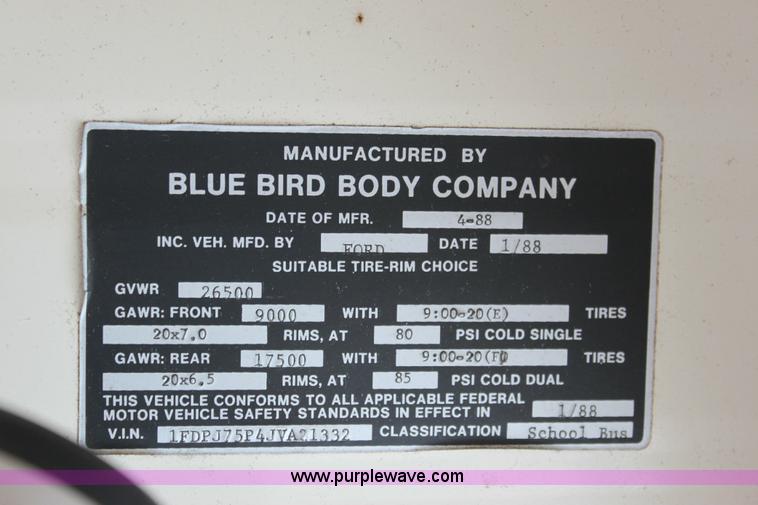 MANUFACTURED BY
BLUE BIRD BODY COMPANY
DATE OF MFR. 4-88
INC. VEH. MFD. BY FORD DATE 1/88
SUITABLE TIRE-RIM CHOICE
GVWR 26500
GAWR: FRONT 9000 WITH 9:00-20(E) TIRES
20x7.0 RIMS, AT 80 PSI COLD SINGLE
GAWR: REAR 17500 WITH 9:00-20(F) TIRES
20x6.5 RIMS, AT 85 PSI COLD DUAL
THIS VEHICLE CONFORMS TO ALL APPLICABLE FEDERAL
MOTOR VEHICLE SAFETY STANDARDS IN EFFECT IN 1/88
V.I.N. 1FDPJ75P4JVA21332 CLASSIFICATION School Bus
www.purplewave.com